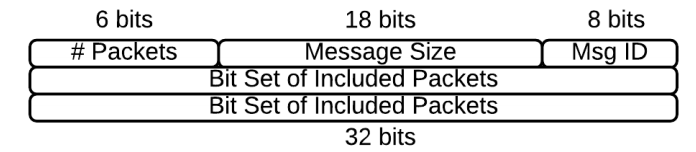 6 bits 18 bits 8 bits
# Packets Message Size Msg ID
Bit Set of Included Packets
Bit Set of Included Packets
32 bits